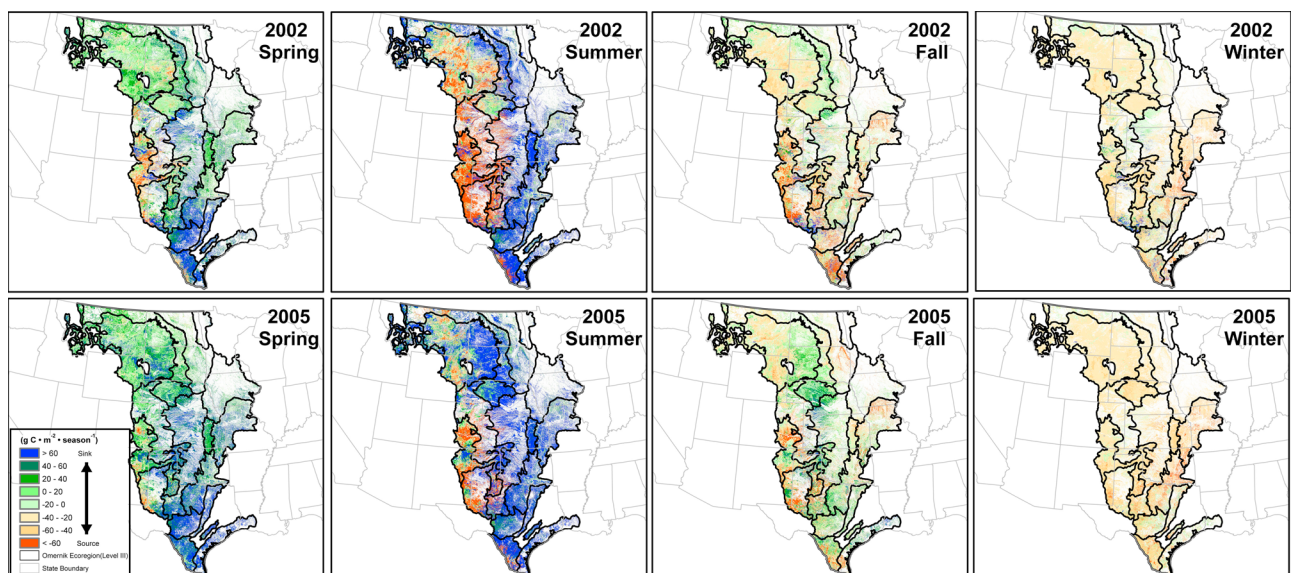 2002
Spring
2002
Summer
2002
Fall
2002
Winter
2005
Spring
2005
Summer
2005
Fall
2005
Winter
(g C • m⁻² • season⁻¹)
> 60 Sink
40 - 60
20 - 40
0 - 20
-20 - 0
-40 - -20
-60 - -40
< -60 Source
Omernik Ecoregion(Level III)
State Boundary